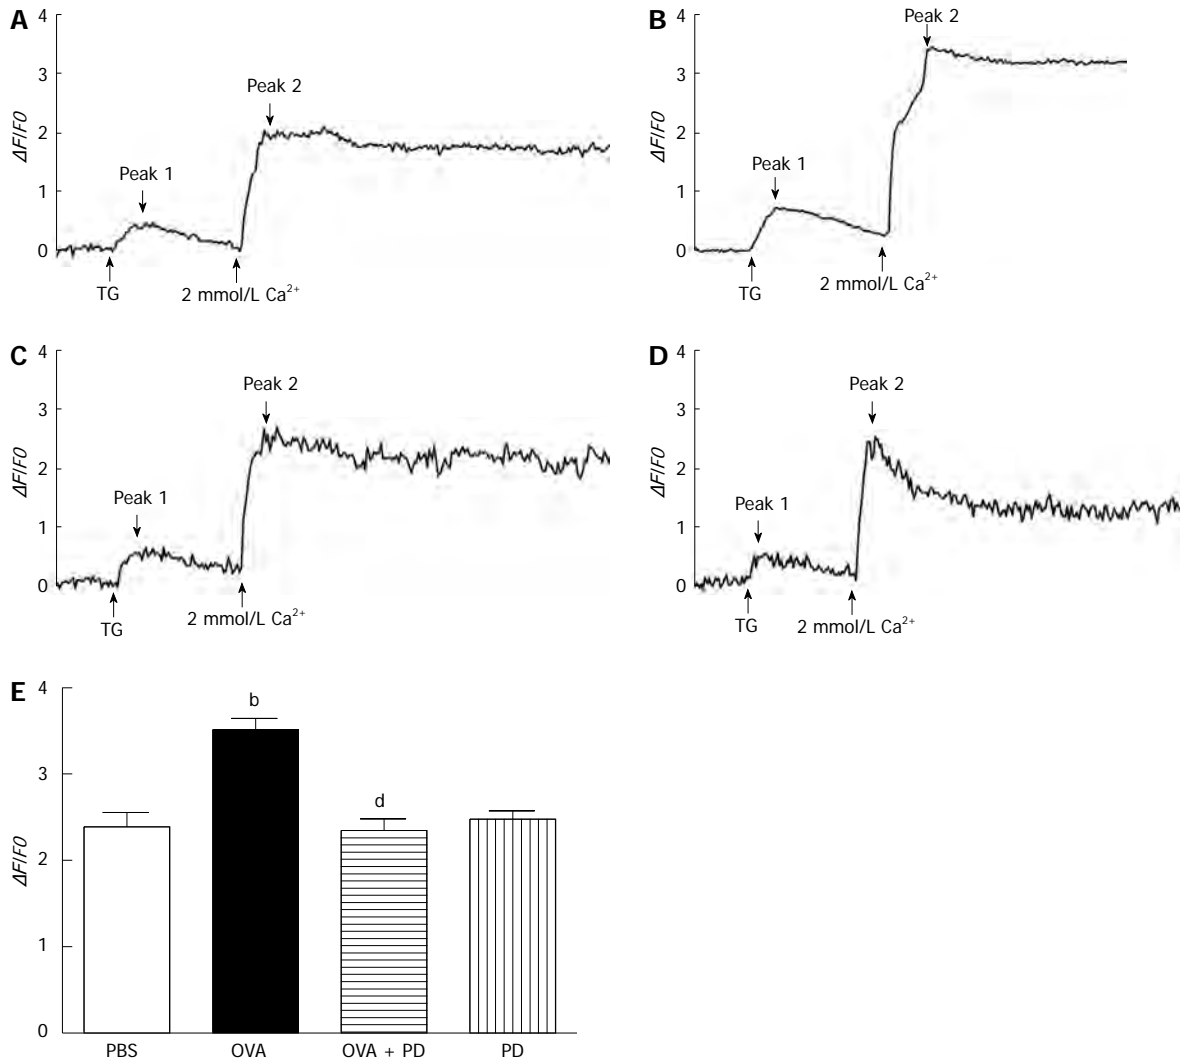 A
4
3
2
1
0
ΔF/F0
Peak 1
Peak 2
TG
2 mmol/L Ca²⁺
B
4
3
2
1
0
ΔF/F0
Peak 1
Peak 2
TG
2 mmol/L Ca²⁺
C
4
3
2
1
0
ΔF/F0
Peak 1
Peak 2
TG
2 mmol/L Ca²⁺
D
4
3
2
1
0
ΔF/F0
Peak 1
Peak 2
TG
2 mmol/L Ca²⁺
E
4
3
2
1
0
ΔF/F0
b
d
PBS
OVA
OVA + PD
PD